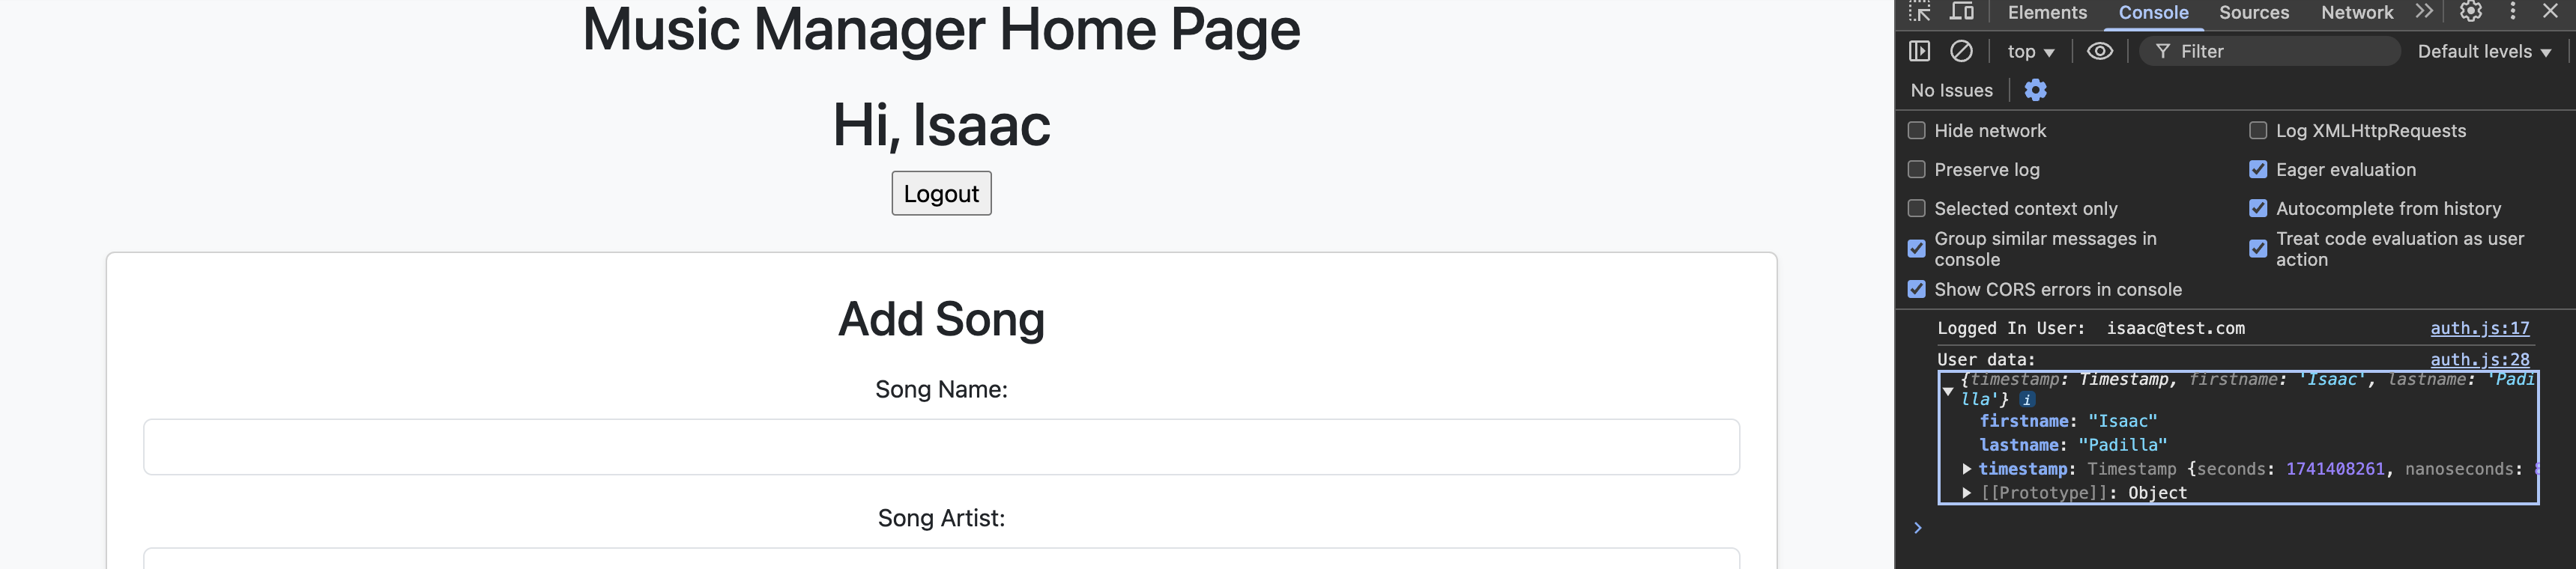 Music Manager Home Page
Hi, Isaac
Logout
Add Song
Song Name:
Song Artist:
Elements Console Sources Network
top Filter Default levels
No Issues
Hide network Log XMLHttpRequests
Preserve log Eager evaluation
Selected context only Autocomplete from history
Group similar messages in console Treat code evaluation as user action
Show CORS errors in console
Logged In User: isaac@test.com auth.js:17
User data: auth.js:28
{timestamp: Timestamp, firstname: 'Isaac', lastname: 'Padi
lla'} i
firstname: "Isaac"
lastname: "Padilla"
timestamp: Timestamp {seconds: 1741408261, nanoseconds:
[[Prototype]]: Object